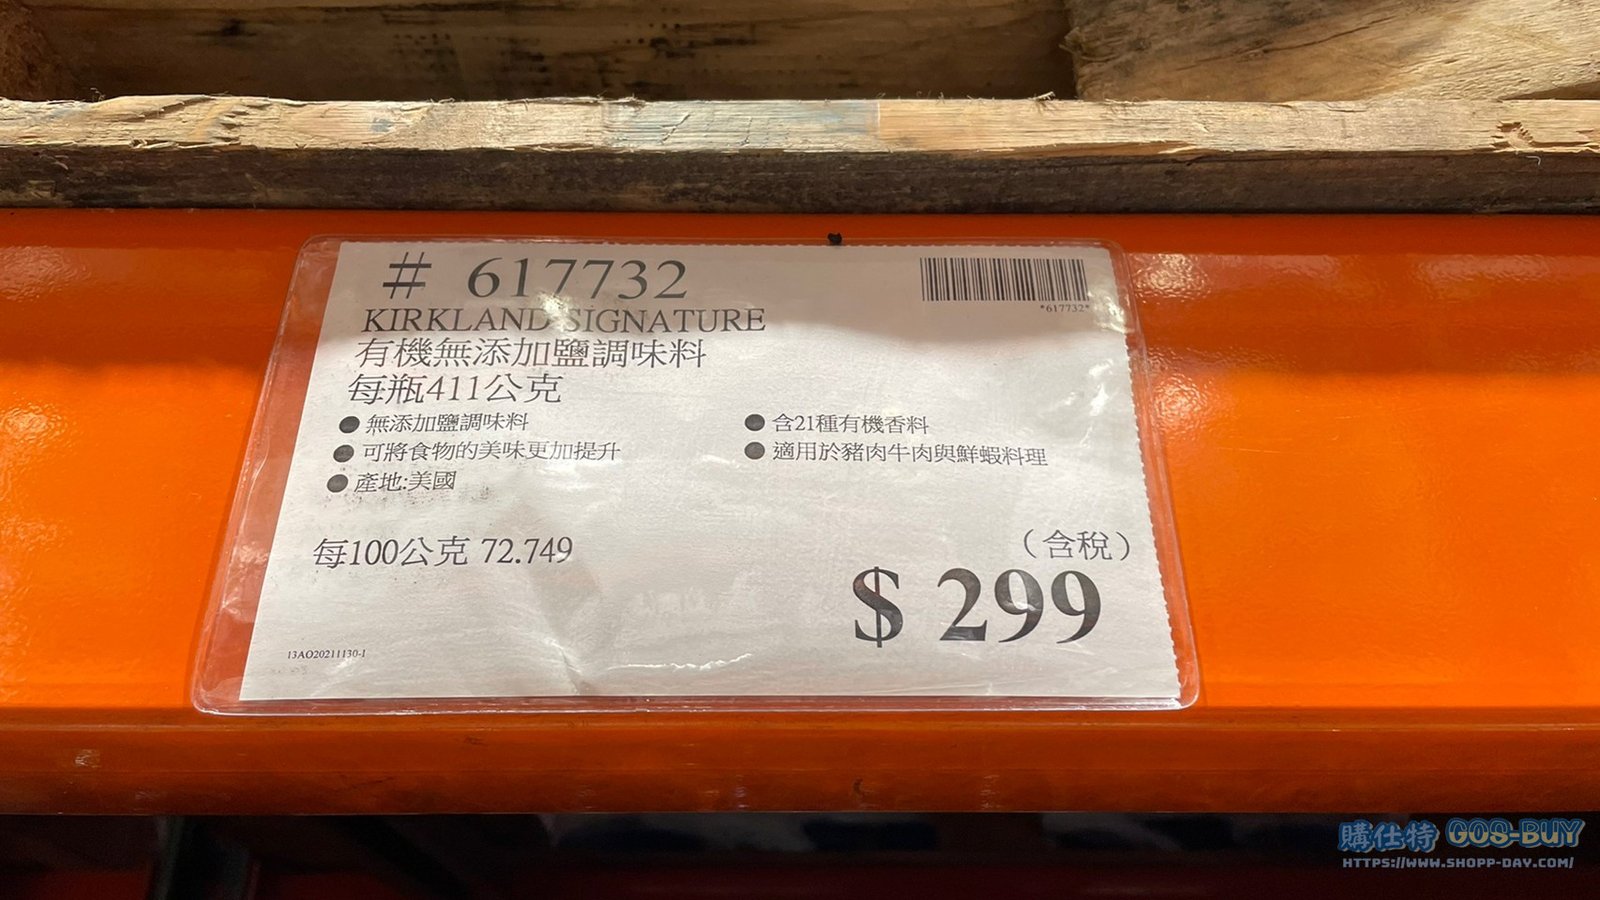 # 617732
*617732*
KIRKLAND SIGNATURE
有機無添加鹽調味料
每瓶411公克
●無添加鹽調味料
●含21種有機香料
●可將食物的美味更加提升
●適用於豬肉牛肉與鮮蝦料理
●產地:美國
每100公克 72.749
(含稅)
$ 299
13AO20211130-1
購仕特 GOS-BUY
HTTPS://WWW.SHOPP-DAY.COM/